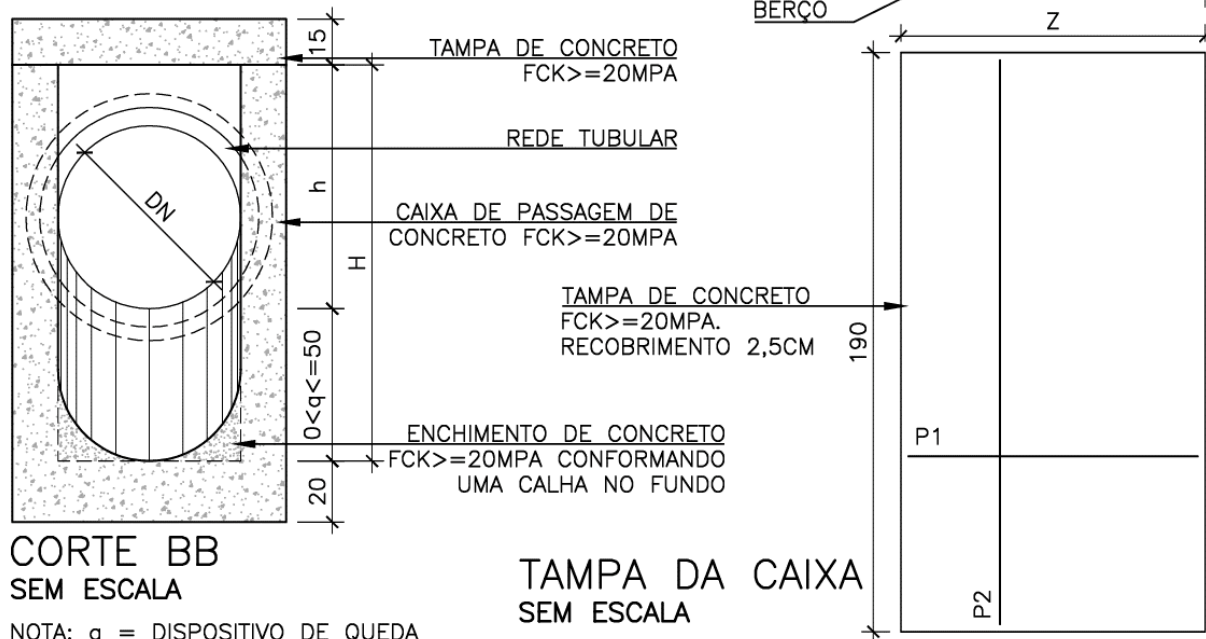 BERÇO
15
TAMPA DE CONCRETO
FCK>=20MPA
REDE TUBULAR
DN
h
CAIXA DE PASSAGEM DE
CONCRETO FCK>=20MPA
H
0<q<=50
ENCHIMENTO DE CONCRETO
FCK>=20MPA CONFORMANDO
UMA CALHA NO FUNDO
20
CORTE BB
SEM ESCALA
NOTA: q = DISPOSITIVO DE QUEDA
Z
TAMPA DE CONCRETO
FCK>=20MPA.
RECOBRIMENTO 2,5CM
190
P1
P2
TAMPA DA CAIXA
SEM ESCALA